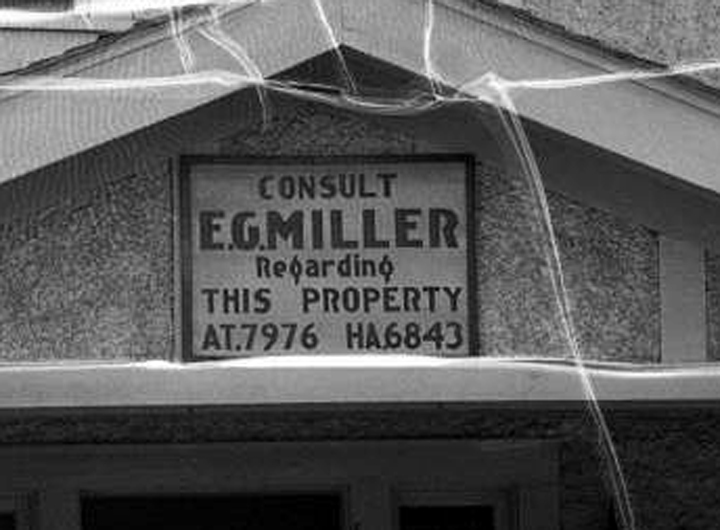 CONSULT
E.G.MILLER
Regarding
THIS PROPERTY
AT.7976 HA.6843